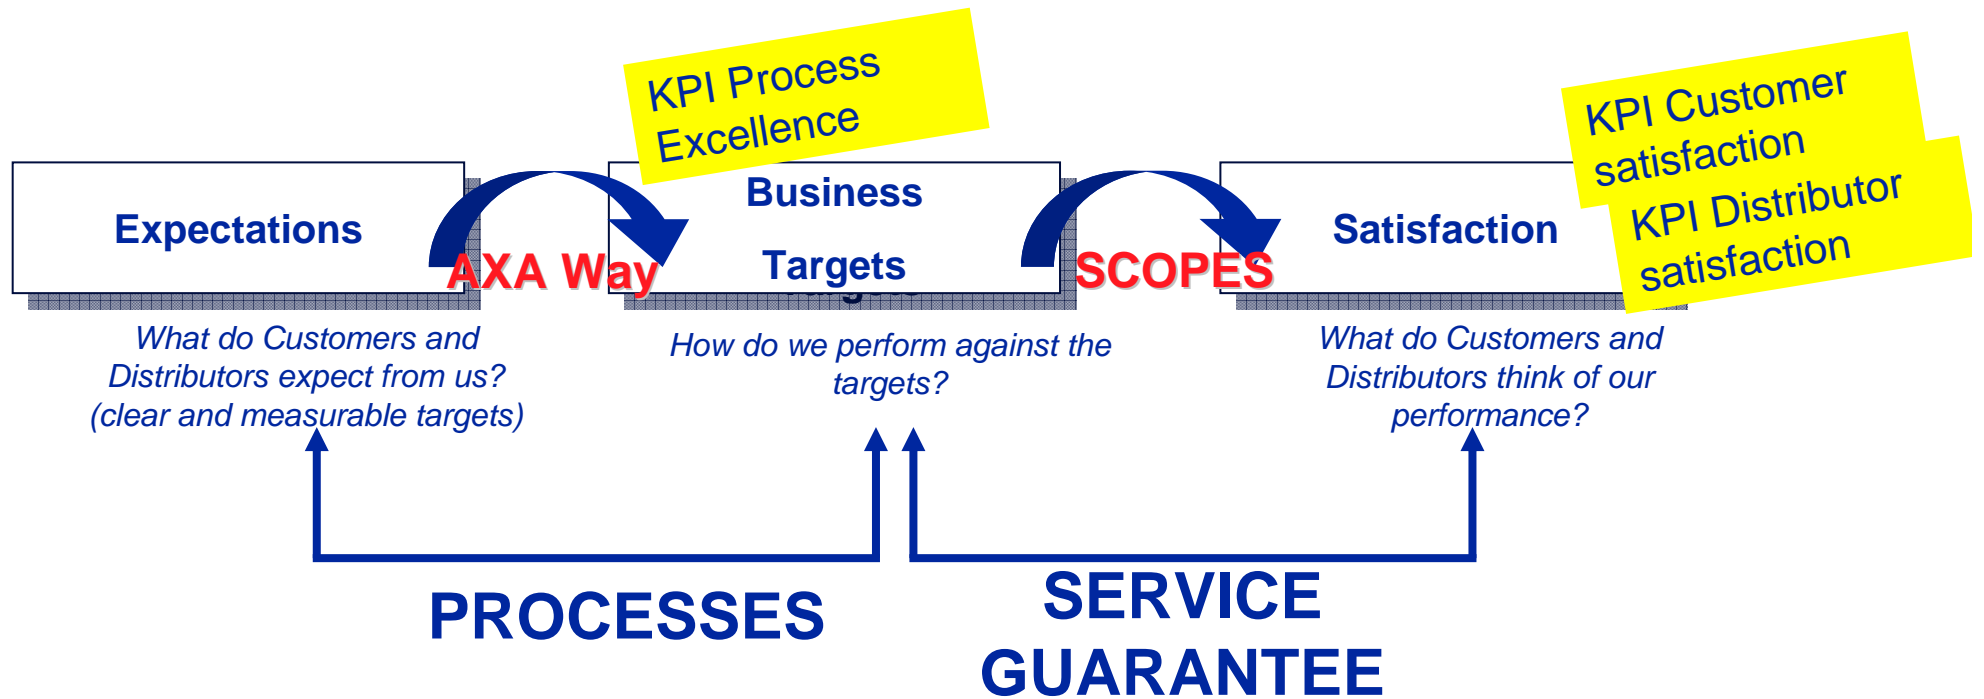 KPI Process
Excellence
KPI Customer
satisfaction
KPI Distributor
satisfaction
Expectations
AXA Way
Business
Targets
Targets
SCOPES
Satisfaction
What do Customers and
Distributors expect from us?
(clear and measurable targets)
How do we perform against the
targets?
What do Customers and
Distributors think of our
performance?
PROCESSES
SERVICE
GUARANTEE